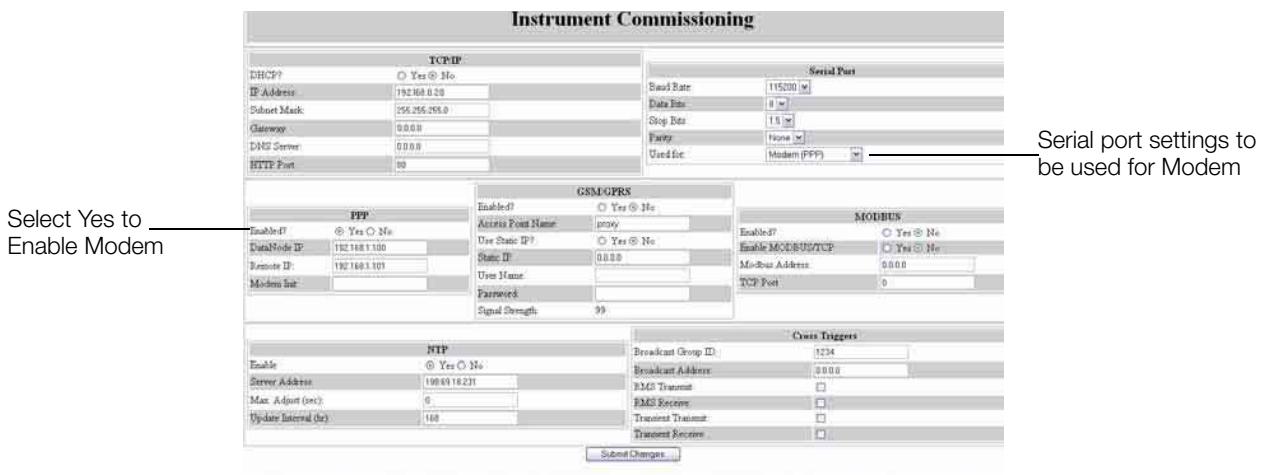 Instrument Commissioning
TCP/IP
DHCP? Yes No
IP Address: 192.168.0.20
Subnet Mask: 255.255.255.0
Gateway 0.0.0.0
DNS Server: 0.0.0.0
HTTP Port 80
Serial Port
Baud Rate 115200
Data Bits: 8
Stop Bits: 1.5
Parity: None
Used for: Modem (PPP)
Serial port settings to
be used for Modem
Select Yes to
Enable Modem
PPP
Enabled? Yes No
DataNode IP 192.168.1.100
Remote IP: 192.168.1.101
Modem Init:
GSM/GPRS
Enabled? Yes No
Access Point Name: proxy
Use Static IP? Yes No
Static IP 0.0.0.0
User Name:
Password:
Signal Strength: 99
MODBUS
Enabled? Yes No
Enable MODBUS/TCP Yes No
Modbus Address: 0.0.0.0
TCP Port 0
NTP
Enable Yes No
Server Address
Max. Adjust (sec): 0
Update Interval (hr): 168
Cross Triggers
Broadcast Group ID: 1234
Broadcast Address: 0.0.0.0
RMS Transmit
RMS Receive
Transient Transmit
Transient Receive
Submit Changes